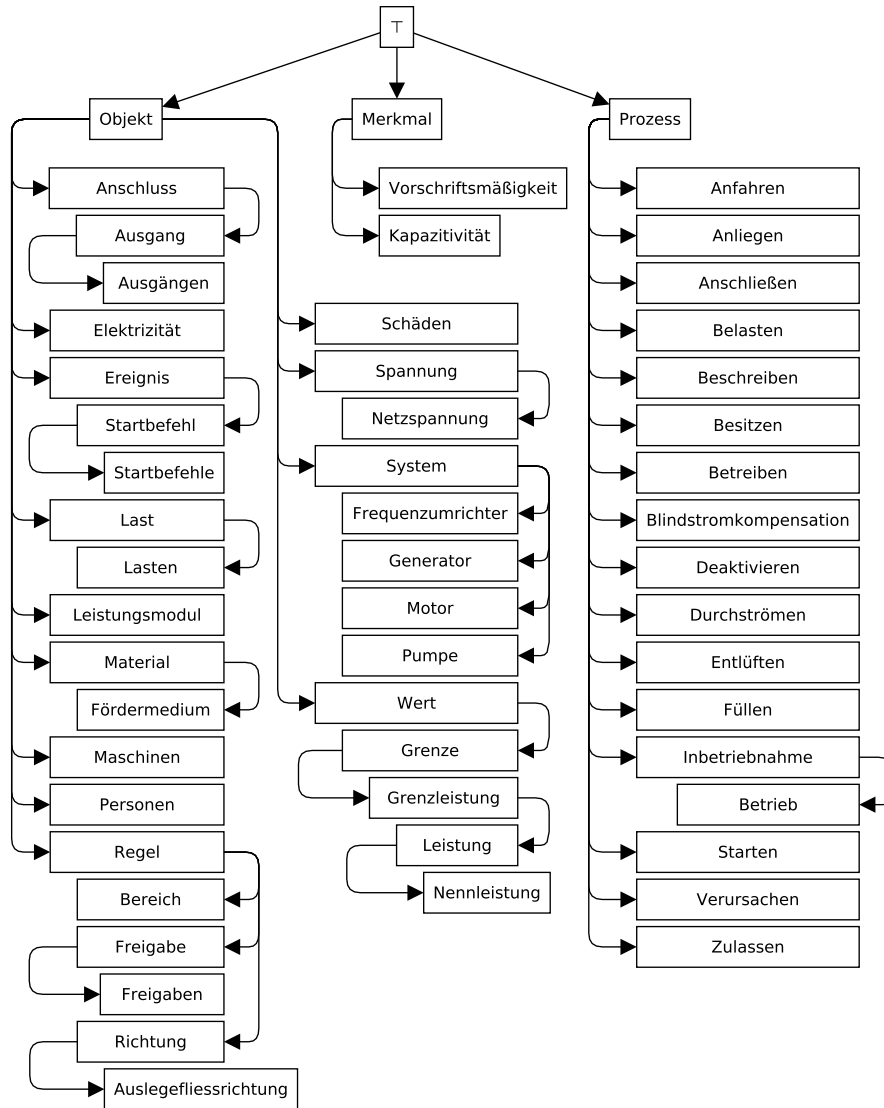 ⊤
Objekt
Merkmal
Prozess
Anschluss
Ausgang
Ausgängen
Elektrizität
Ereignis
Startbefehl
Startbefehle
Last
Lasten
Leistungsmodul
Material
Fördermedium
Maschinen
Personen
Regel
Bereich
Freigabe
Freigaben
Richtung
Auslegefliessrichtung
Schäden
Spannung
Netzspannung
System
Frequenzumrichter
Generator
Motor
Pumpe
Wert
Grenze
Grenzleistung
Leistung
Nennleistung
Vorschriftsmäßigkeit
Kapazitivität
Anfahren
Anliegen
Anschließen
Belasten
Beschreiben
Besitzen
Betreiben
Blindstromkompensation
Deaktivieren
Durchströmen
Entlüften
Füllen
Inbetriebnahme
Betrieb
Starten
Verursachen
Zulassen